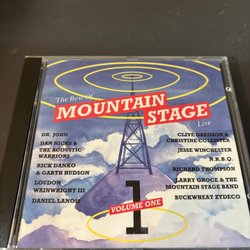 The Best Of
MOUNTAIN
STAGE
Live
DR. JOHN
DAN HICKS &
THE ACOUSTIC
WARRIORS
RICK DANKO
& GARTH HUDSON
LOUDON
WAINWRIGHT III
DANIEL LANOIS
CLIVE GREGSON &
CHRISTINE COLLISTER
JESSE WINCHESTER
N.R.B.Q.
RICHARD THOMPSON
LARRY GROCE & THE
MOUNTAIN STAGE BAND
BUCKWHEAT ZYDECO
VOLUME ONE
1